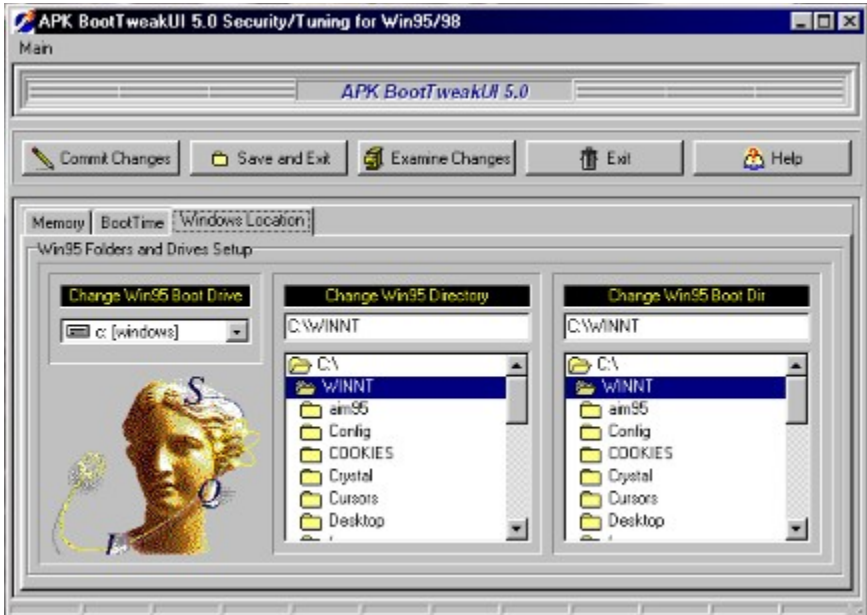 APK BootTweakUI 5.0 Security/Tuning for Win95/98
Main
APK BootTweakUI 5.0
Commit Changes
Save and Exit
Examine Changes
Exit
Help
Memory
BootTime
Windows Location
Win95 Folders and Drives Setup
Change Win95 Boot Drive
c: [windows]
S
Q
Change Win95 Directory
C:\WINNT
C:\
WINNT
aim95
Config
COOKIES
Crystal
Cursors
Desktop
Change Win95 Boot Dir
C:\WINNT
C:\
WINNT
aim95
Config
COOKIES
Crystal
Cursors
Desktop